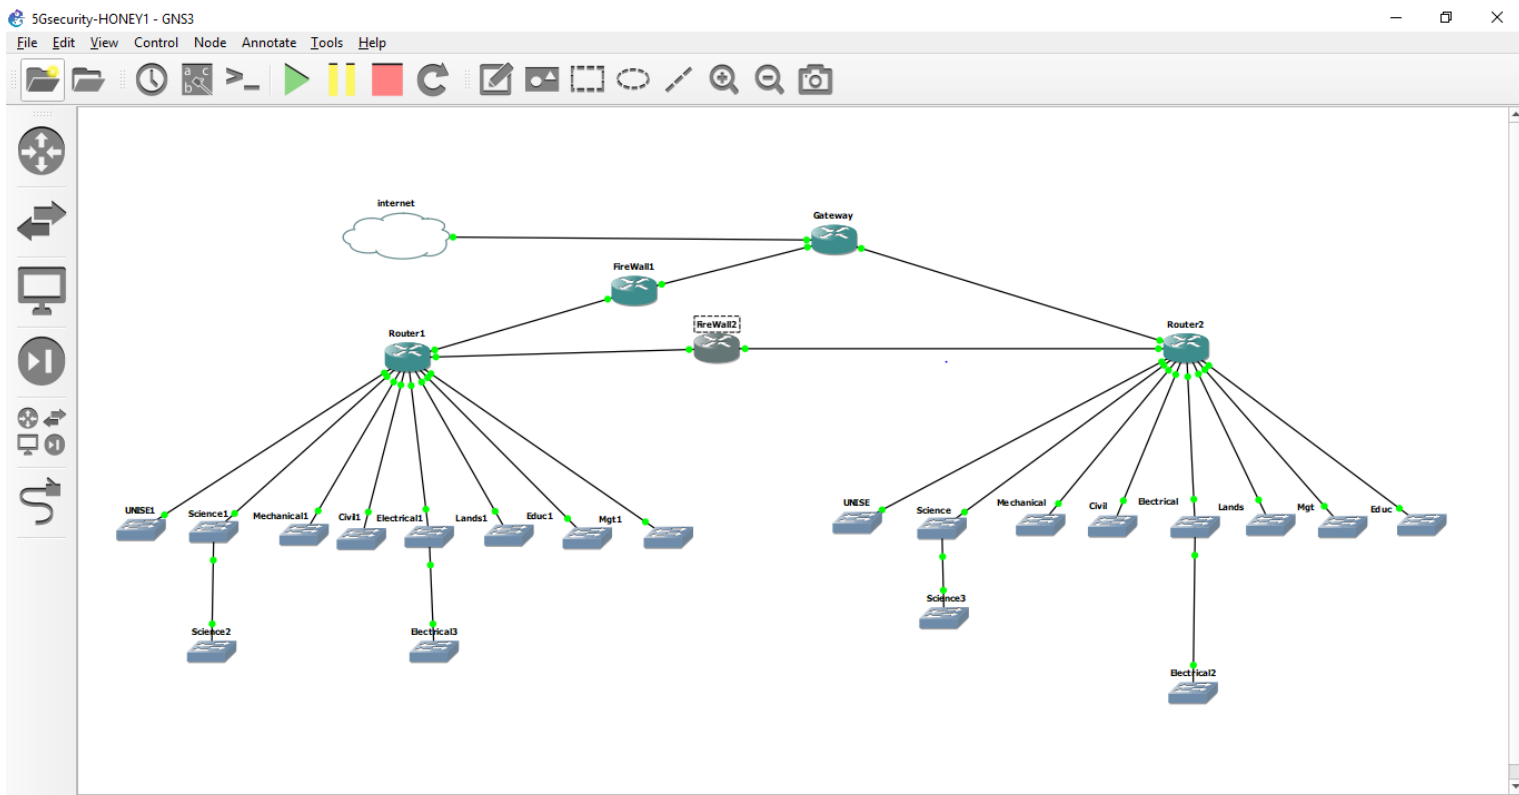 5Gsecurity-HONEY1 - GNS3
File Edit View Control Node Annotate Tools Help
internet
Gateway
FireWall1
FireWall2
Router1
Router2
UNISE1
Science1
Mechanical1
Civil1
Electrical1
Lands1
Educ1
Mgt1
UNISE
Science
Mechanical
Civil
Electrical
Lands
Mgt
Educ
Science3
Science2
Electrical3
Electrical2